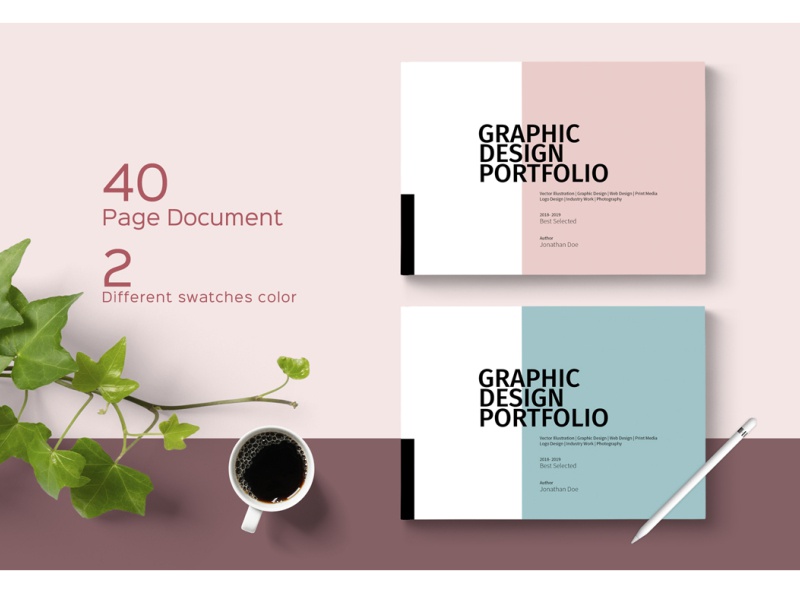 40
Page Document
2
Different swatches color
GRAPHIC
DESIGN
PORTFOLIO
Vector Illustration | Graphic Design | Web Design | Print Media
Logo Design | Industry Work | Photography
2018 - 2019
Best Selected
Author
Jonathan Doe
GRAPHIC
DESIGN
PORTFOLIO
Vector Illustration | Graphic Design | Web Design | Print Media
Logo Design | Industry Work | Photography
2018 - 2019
Best Selected
Author
Jonathan Doe